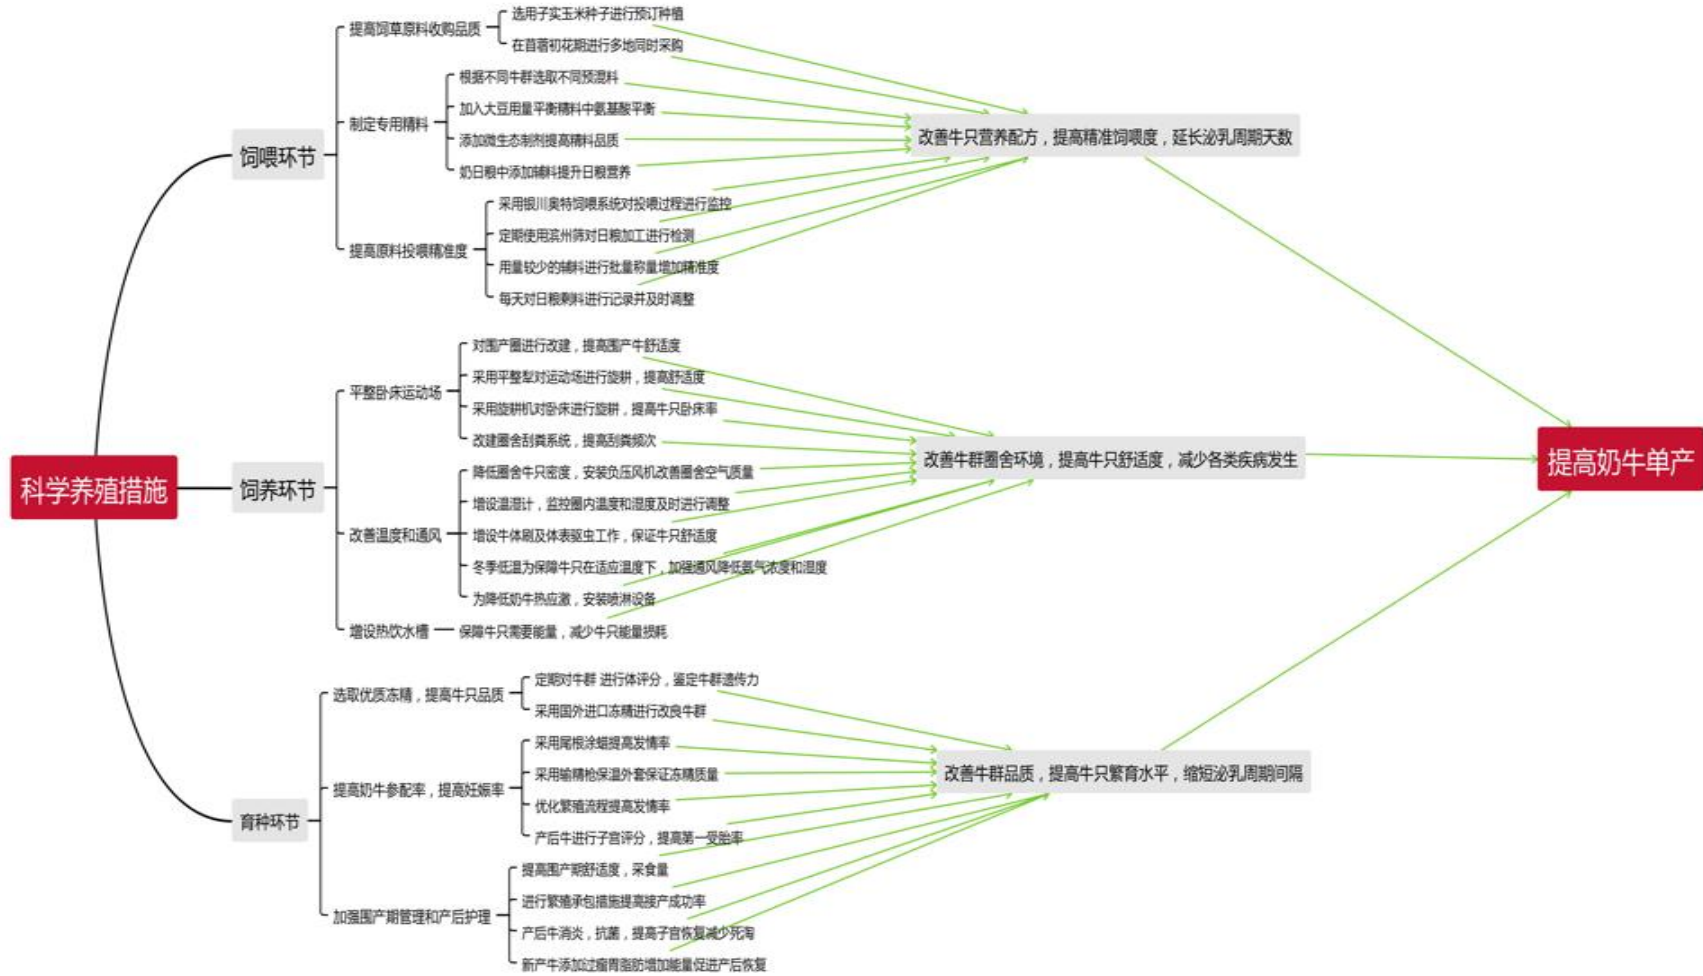 科学养殖措施
饲喂环节
提高饲草原料收购品质
选用子实玉米种子进行预订种植
在苜蓿初花期进行多地同时采购
制定专用精料
根据不同牛群选取不同预混料
加入大豆用量平衡精料中氨基酸平衡
添加微生态制剂提高精料品质
奶日粮中添加辅料提升日粮营养
提高原料投喂精准度
采用银川奥特饲喂系统对投喂过程进行监控
定期使用滨州筛对日粮加工进行检测
用量较少的辅料进行批量称量增加精准度
每天对日粮剩料进行记录并及时调整
改善牛只营养配方，提高精准饲喂度，延长泌乳周期天数
饲养环节
平整卧床运动场
对围产圈进行改建，提高围产牛舒适度
采用平整犁对运动场进行旋耕，提高舒适度
采用旋耕机对卧床进行旋耕，提高牛只卧床率
改建圈舍刮粪系统，提高刮粪频次
改善温度和通风
降低圈舍牛只密度，安装负压风机改善圈舍空气质量
增设温湿计，监控圈内温度和湿度及时进行调整
增设牛体刷及体表驱虫工作，保证牛只舒适度
冬季低温为保障牛只在适应温度下，加强通风降低氨气浓度和湿度
为降低奶牛热应激，安装喷淋设备
增设热饮水槽
保障牛只需要能量，减少牛只能量损耗
改善牛群圈舍环境，提高牛只舒适度，减少各类疾病发生
提高奶牛单产
育种环节
选取优质冻精，提高牛只品质
定期对牛群 进行体评分，鉴定牛群遗传力
采用国外进口冻精进行改良牛群
提高奶牛参配率，提高妊娠率
采用尾根涂蜡提高发情率
采用输精枪保温外套保证冻精质量
优化繁殖流程提高发情率
产后牛进行子宫评分，提高第一受胎率
加强围产期管理和产后护理
提高围产期舒适度，采食量
进行繁殖承包措施提高接产成功率
产后牛消炎，抗菌，提高子宫恢复减少死淘
新产牛添加过瘤胃脂肪增加能量促进产后恢复
改善牛群品质，提高牛只繁育水平，缩短泌乳周期间隔